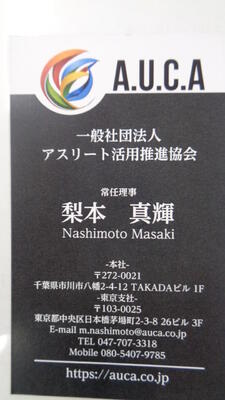 A.U.C.A
一般社団法人
アスリート活用推進協会
常任理事
梨本　真輝
Nashimoto Masaki
-本社-
〒272-0021
千葉県市川市八幡2-4-12 TAKADAビル 1F
-東京支社-
〒103-0025
東京都中央区日本橋茅場町2-3-8 26ビル 3F
E-mail m.nashimoto@auca.co.jp
TEL 047-707-3318
Mobile 080-5407-9785
https://auca.co.jp